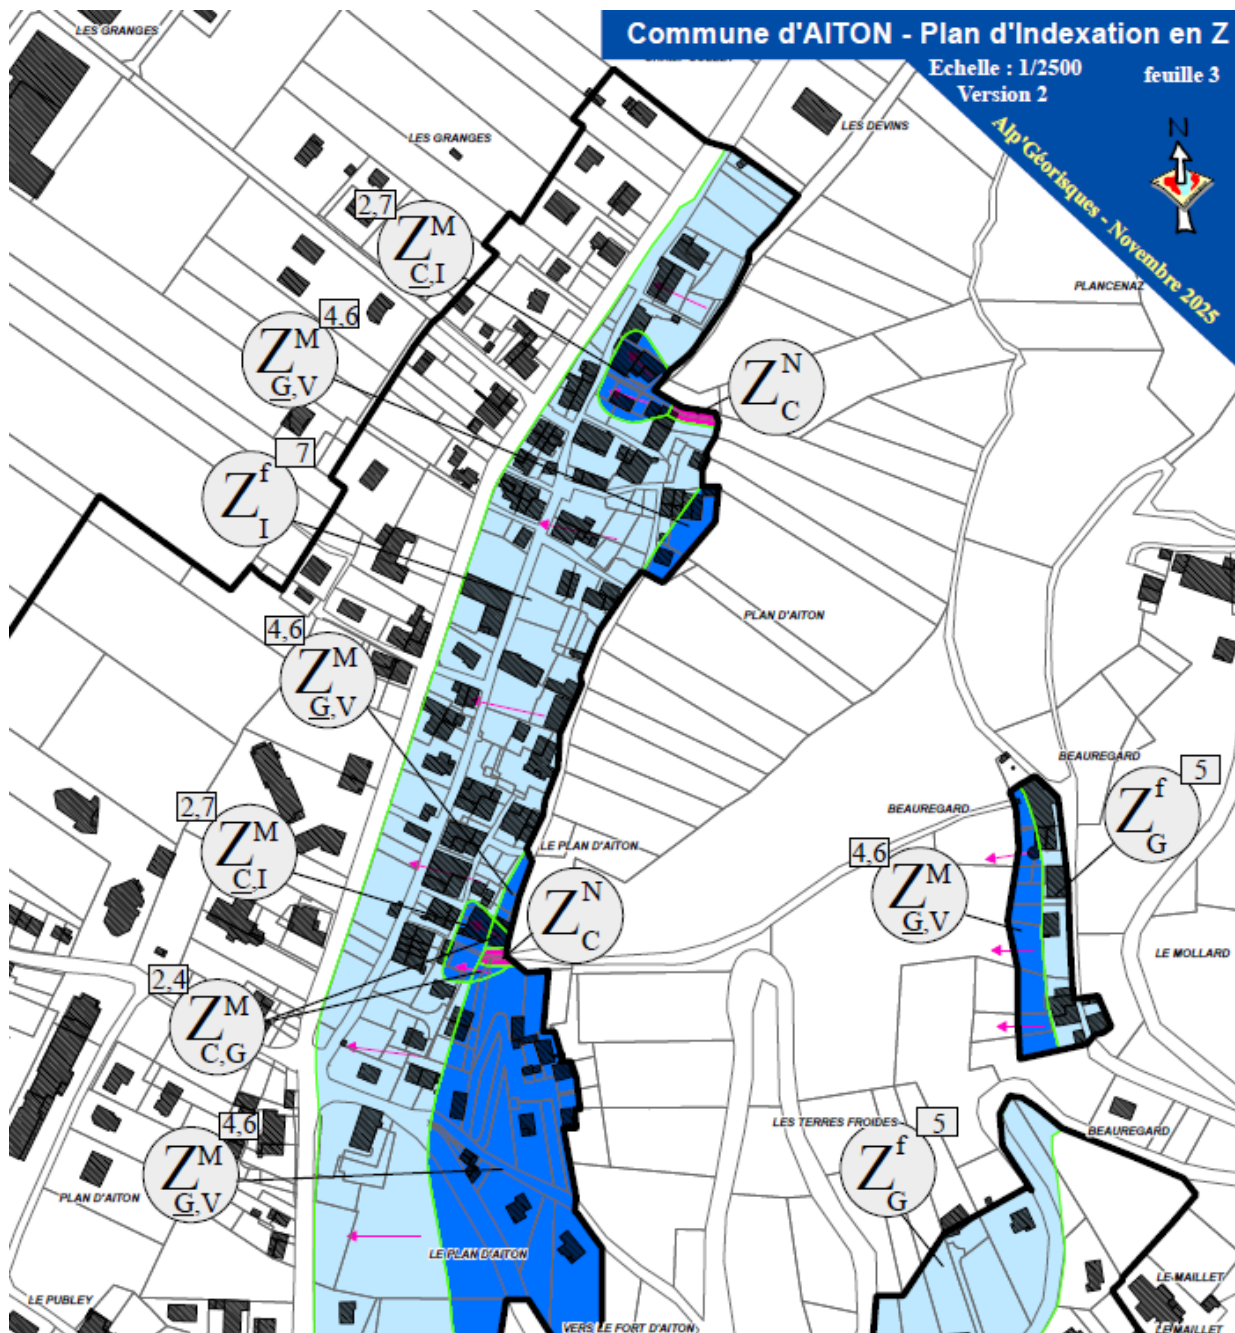 Commune d'AITON - Plan d'Indexation en Z
Echelle : 1/2500
feuille 3
Version 2
Alp'Géorisques - Novembre 2025
N
LES GRANGES
LES DEVINS
LES GRANGES
2,7
Z M C,I
PLANCENAZ
4,6
Z M G,V
Z N C
7
Z f I
PLAN D'AITON
4,6
Z M G,V
BEAUREGARD
5
Z f G
BEAUREGARD
2,7
Z M C,I
LE PLAN D'AITON
4,6
Z M G,V
Z N C
LE MOLLARD
2,4
Z M C,G
LES TERRES FROIDES
5
Z f G
BEAUREGARD
4,6
Z M G,V
PLAN D'AITON
LE PLAN D'AITON
LE MAILLET
LE PUBLEY
VERS LE FORT D'AITON
LE MAILLET